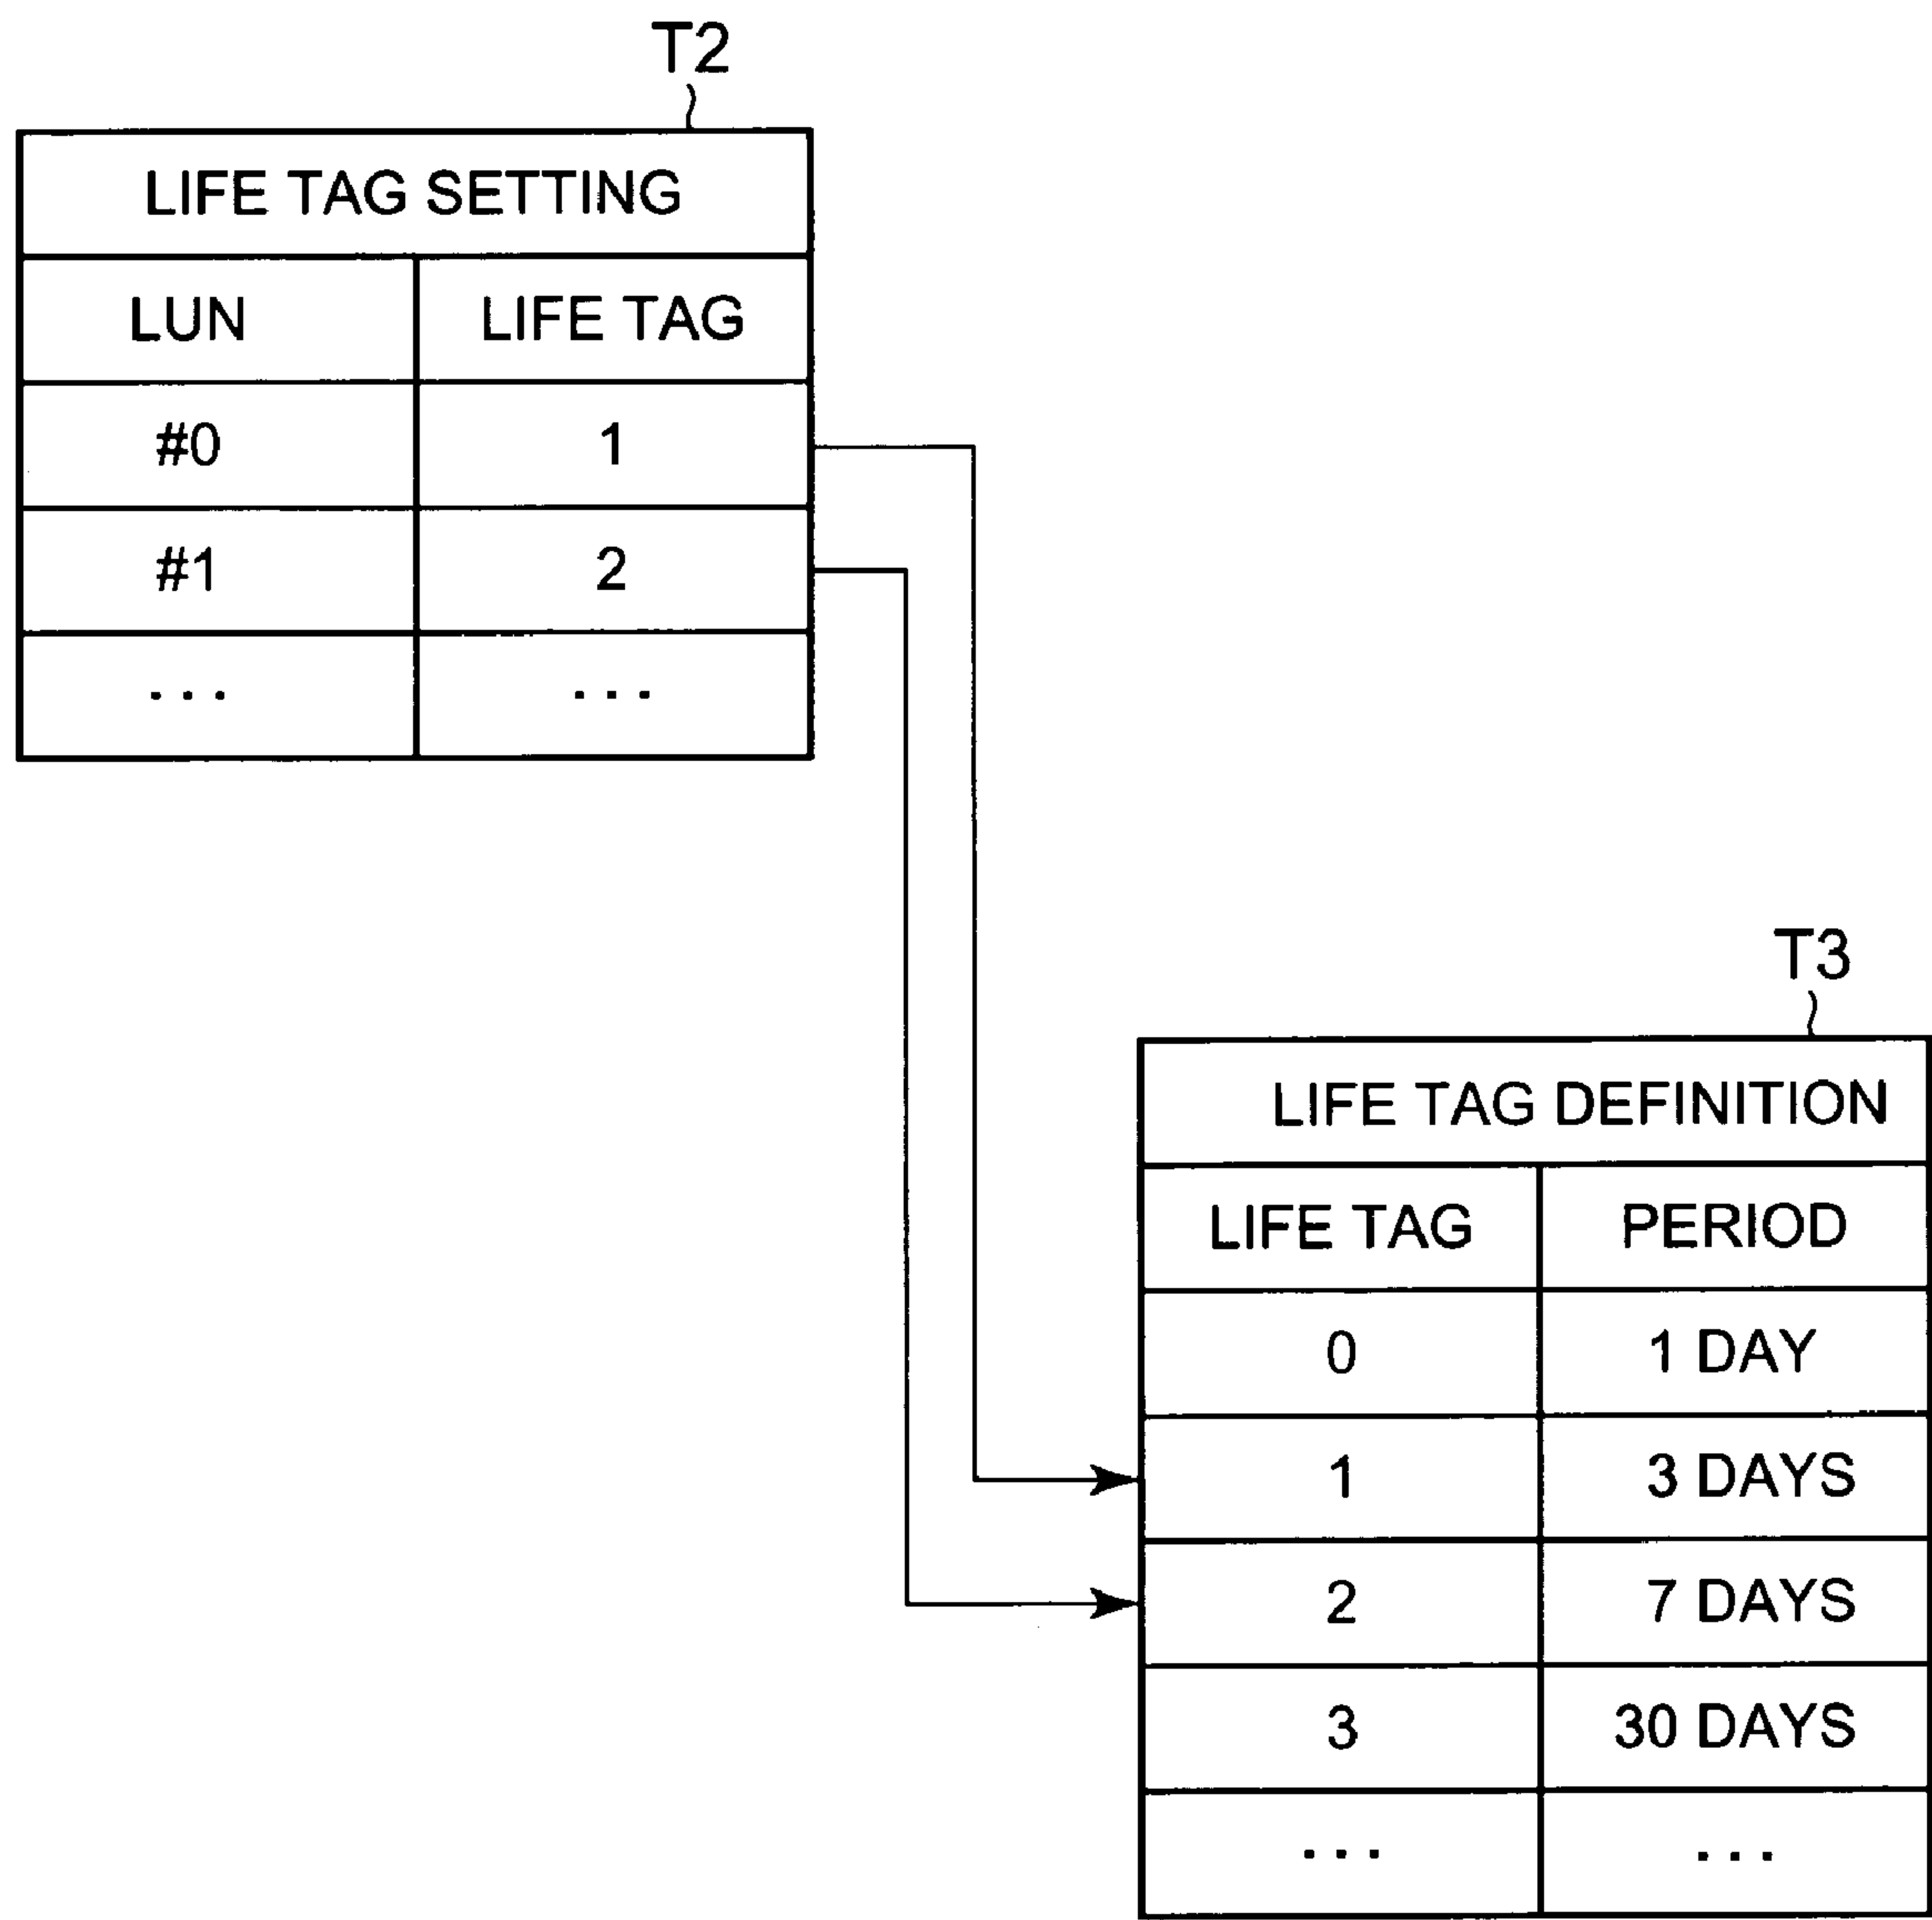 T2
LIFE TAG SETTING
LUN LIFE TAG
#0 1
#1 2
... ...
T3
LIFE TAG DEFINITION
LIFE TAG PERIOD
0 1 DAY
1 3 DAYS
2 7 DAYS
3 30 DAYS
... ...